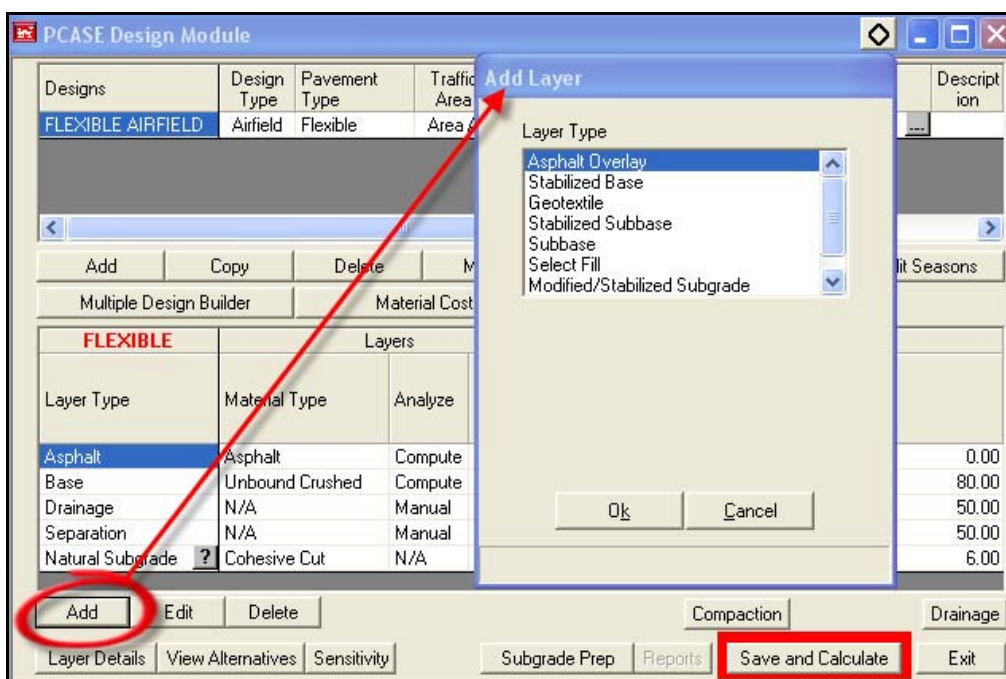 PCASE Design Module
Designs
Design Type
Pavement Type
Traffic Area
Descript ion
FLEXIBLE AIRFIELD Airfield Flexible Area
...
Add Layer
Layer Type
Asphalt Overlay
Stabilized Base
Geotextile
Stabilized Subbase
Subbase
Select Fill
Modified/Stabilized Subgrade
Ok Cancel
Add Copy Delete M it Seasons
Multiple Design Builder Material Cost
FLEXIBLE Layers
Layer Type Material Type Analyze
Asphalt Asphalt Compute 0.00
Base Unbound Crushed Compute 80.00
Drainage N/A Manual 50.00
Separation N/A Manual 50.00
Natural Subgrade ? Cohesive Cut N/A 6.00
Add Edit Delete Compaction Drainage
Layer Details View Alternatives Sensitivity Subgrade Prep Reports Save and Calculate Exit